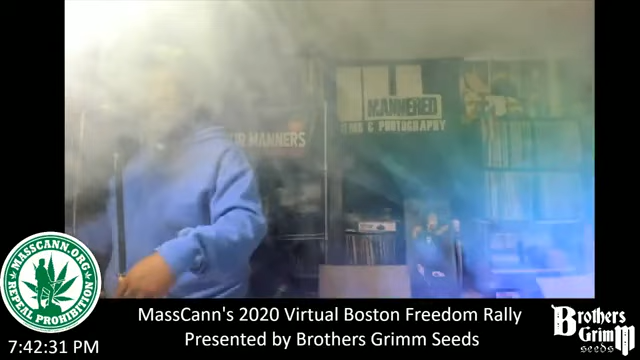 MANNERED
FILMS & PHOTOGRAPHY
UR MANNERS
MASSCANN.ORG
REPEAL PROHIBITION
MassCann's 2020 Virtual Boston Freedom Rally
Presented by Brothers Grimm Seeds
7:42:31 PM
Brothers
Grimm
seeds